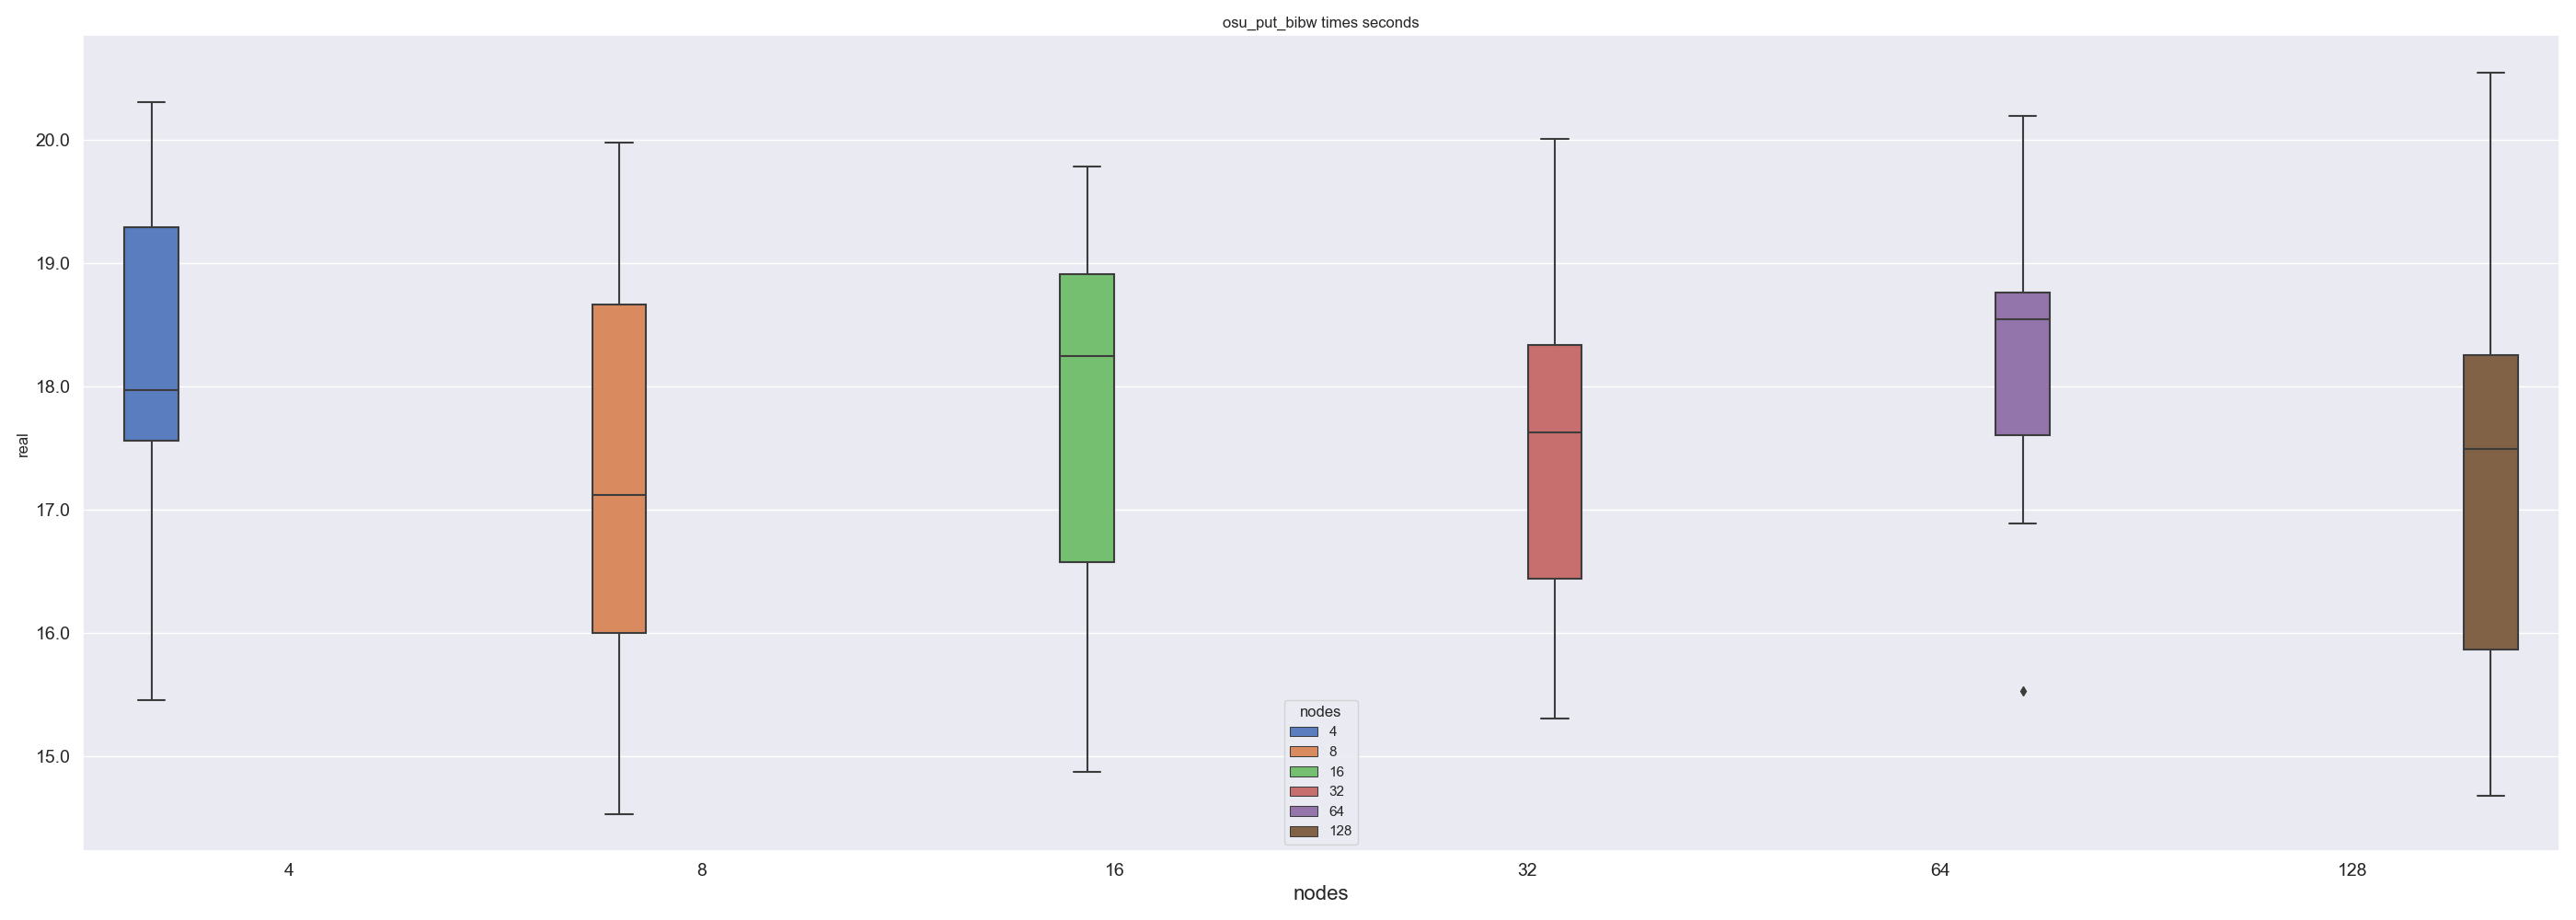 osu_put_bibw times seconds
20.0
19.0
18.0
17.0
16.0
15.0
real
nodes
4
8
16
32
64
128
4 8 16 32 64 128
nodes